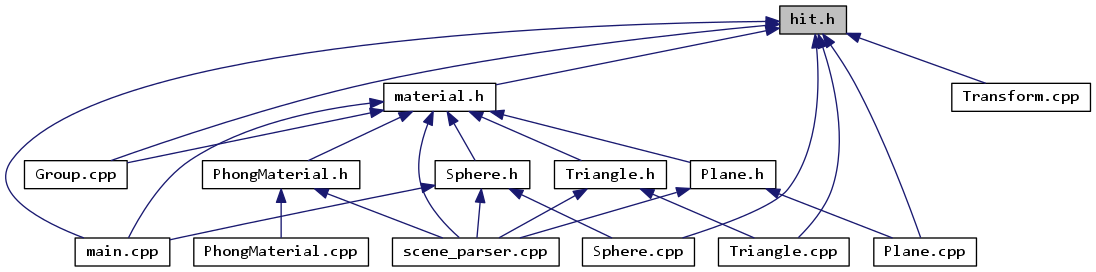 hit.h
material.h
Transform.cpp
Group.cpp
PhongMaterial.h
Sphere.h
Triangle.h
Plane.h
main.cpp
PhongMaterial.cpp
scene_parser.cpp
Sphere.cpp
Triangle.cpp
Plane.cpp